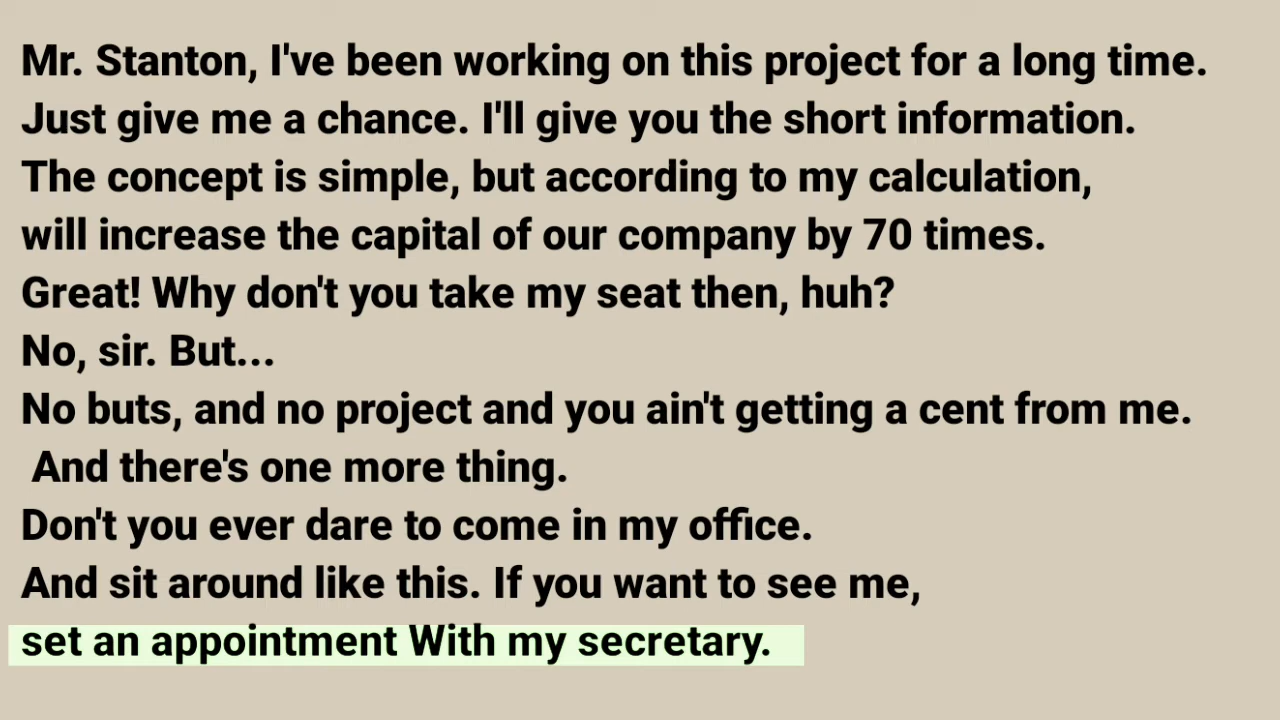 Mr. Stanton, I've been working on this project for a long time.
Just give me a chance. I'll give you the short information.
The concept is simple, but according to my calculation,
will increase the capital of our company by 70 times.
Great! Why don't you take my seat then, huh?
No, sir. But...
No buts, and no project and you ain't getting a cent from me.
And there's one more thing.
Don't you ever dare to come in my office.
And sit around like this. If you want to see me,
set an appointment With my secretary.